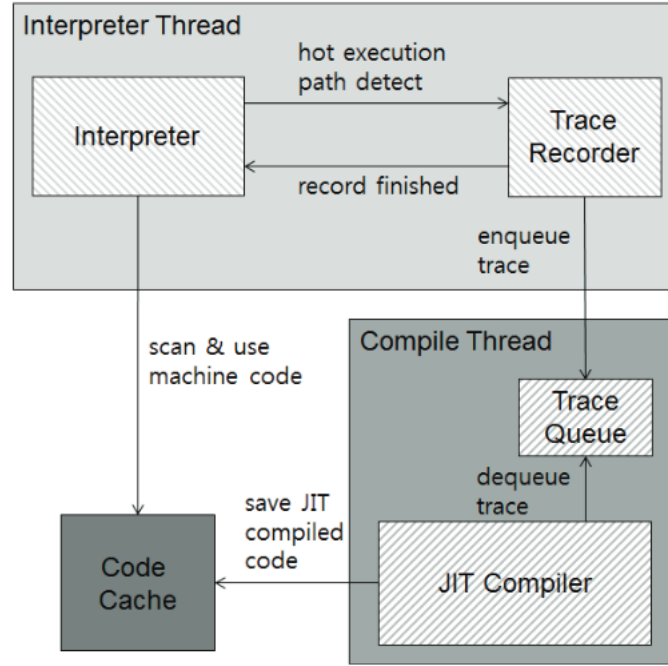 Interpreter Thread
hot execution
path detect
Interpreter
Trace
Recorder
record finished
enqueue
trace
scan & use
machine code
Compile Thread
Trace
Queue
dequeue
trace
save JIT
compiled
code
Code
Cache
JIT Compiler